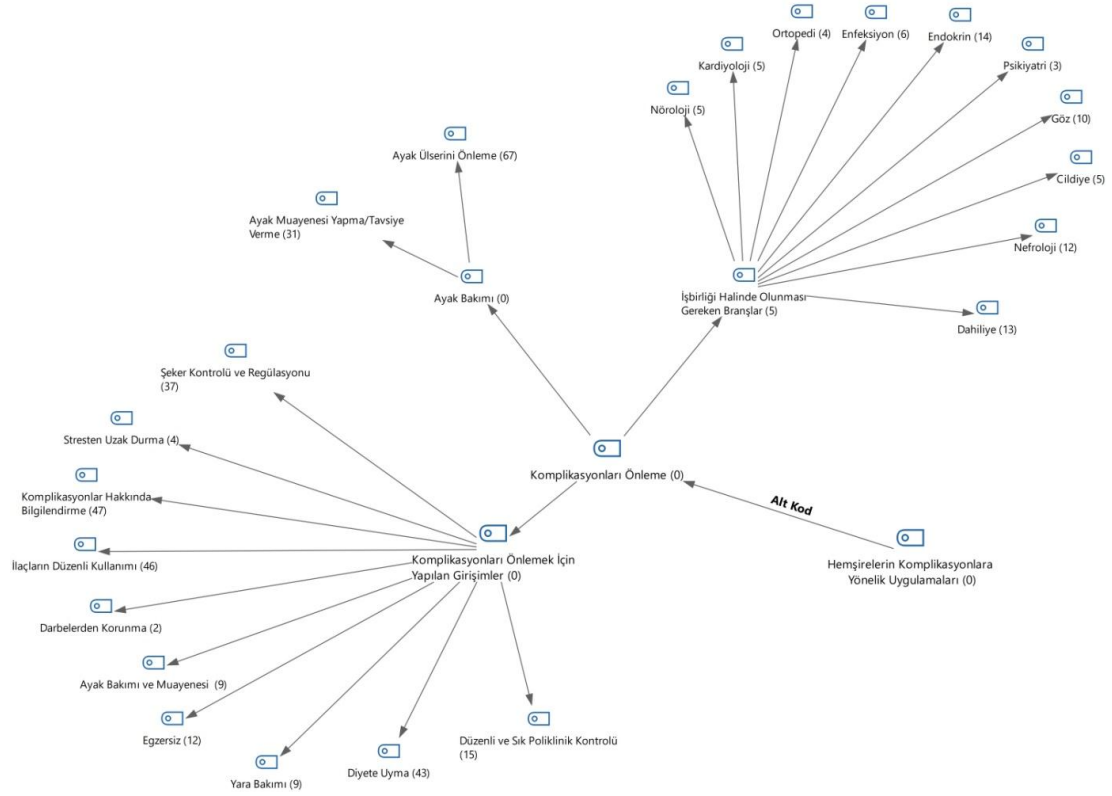 Ortopedi (4)
Enfeksiyon (6)
Endokrin (14)
Kardiyoloji (5)
Psikiyatri (3)
Nöroloji (5)
Göz (10)
Ayak Ülserini Önleme (67)
Cildiye (5)
Ayak Muayenesi Yapma/Tavsiye
Verme (31)
Nefroloji (12)
Ayak Bakımı (0)
İşbirliği Halinde Olunması
Gereken Branşlar (5)
Dahiliye (13)
Şeker Kontrolü ve Regülasyonu
(37)
Stresten Uzak Durma (4)
Komplikasyonları Önleme (0)
Komplikasyonlar Hakkında
Bilgilendirme (47)
Alt Kod
İlaçların Düzenli Kullanımı (46)
Komplikasyonları Önlemek İçin
Yapılan Girişimler (0)
Hemşirelerin Komplikasyonlara
Yönelik Uygulamaları (0)
Darbelerden Korunma (2)
Ayak Bakımı ve Muayenesi (9)
Egzersiz (12)
Düzenli ve Sık Poliklinik Kontrolü
(15)
Diyete Uyma (43)
Yara Bakımı (9)